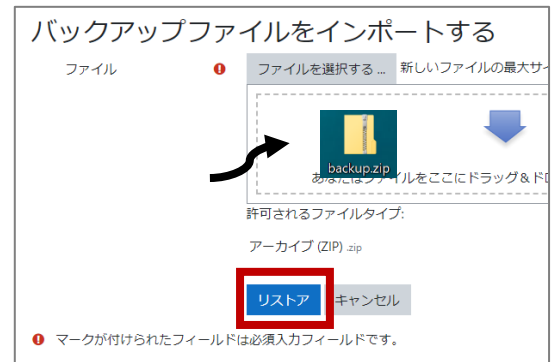 バックアップファイルをインポートする
ファイル ファイルを選択する ... 新しいファイルの最大サイ
backup.zip
あなたはファイルをここにドラッグ＆ドロ
許可されるファイルタイプ:
アーカイブ (ZIP) .zip
リストア キャンセル
マークが付けられたフィールドは必須入力フィールドです。